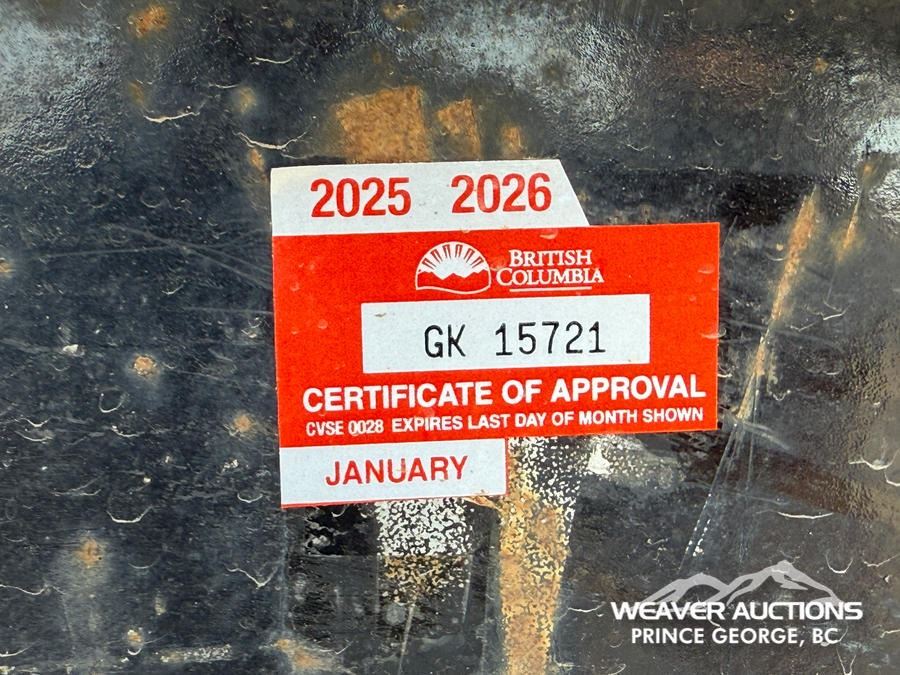 2025 2026
BRITISH
COLUMBIA
GK 15721
CERTIFICATE OF APPROVAL
CVSE 0028 EXPIRES LAST DAY OF MONTH SHOWN
JANUARY
WEAVER AUCTIONS
PRINCE GEORGE, BC